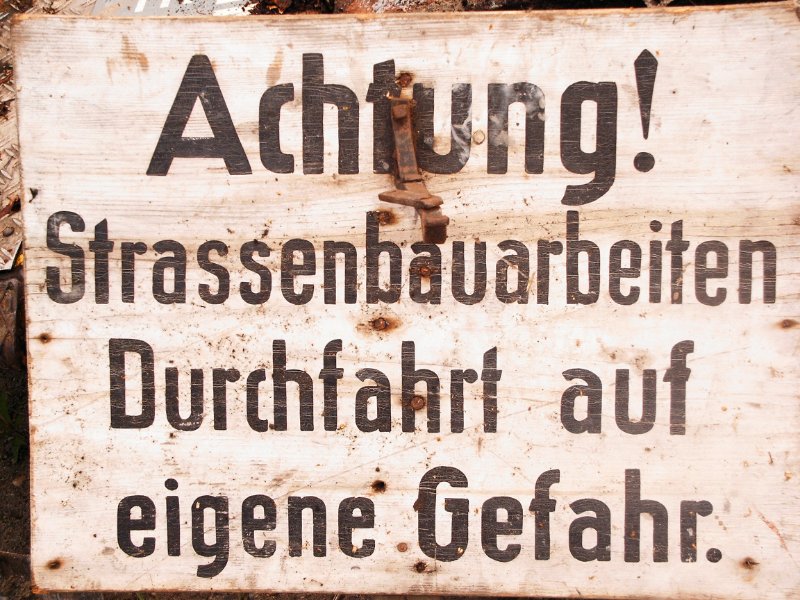 Achtung!
Strassenbauarbeiten
Durchfahrt auf
eigene Gefahr.